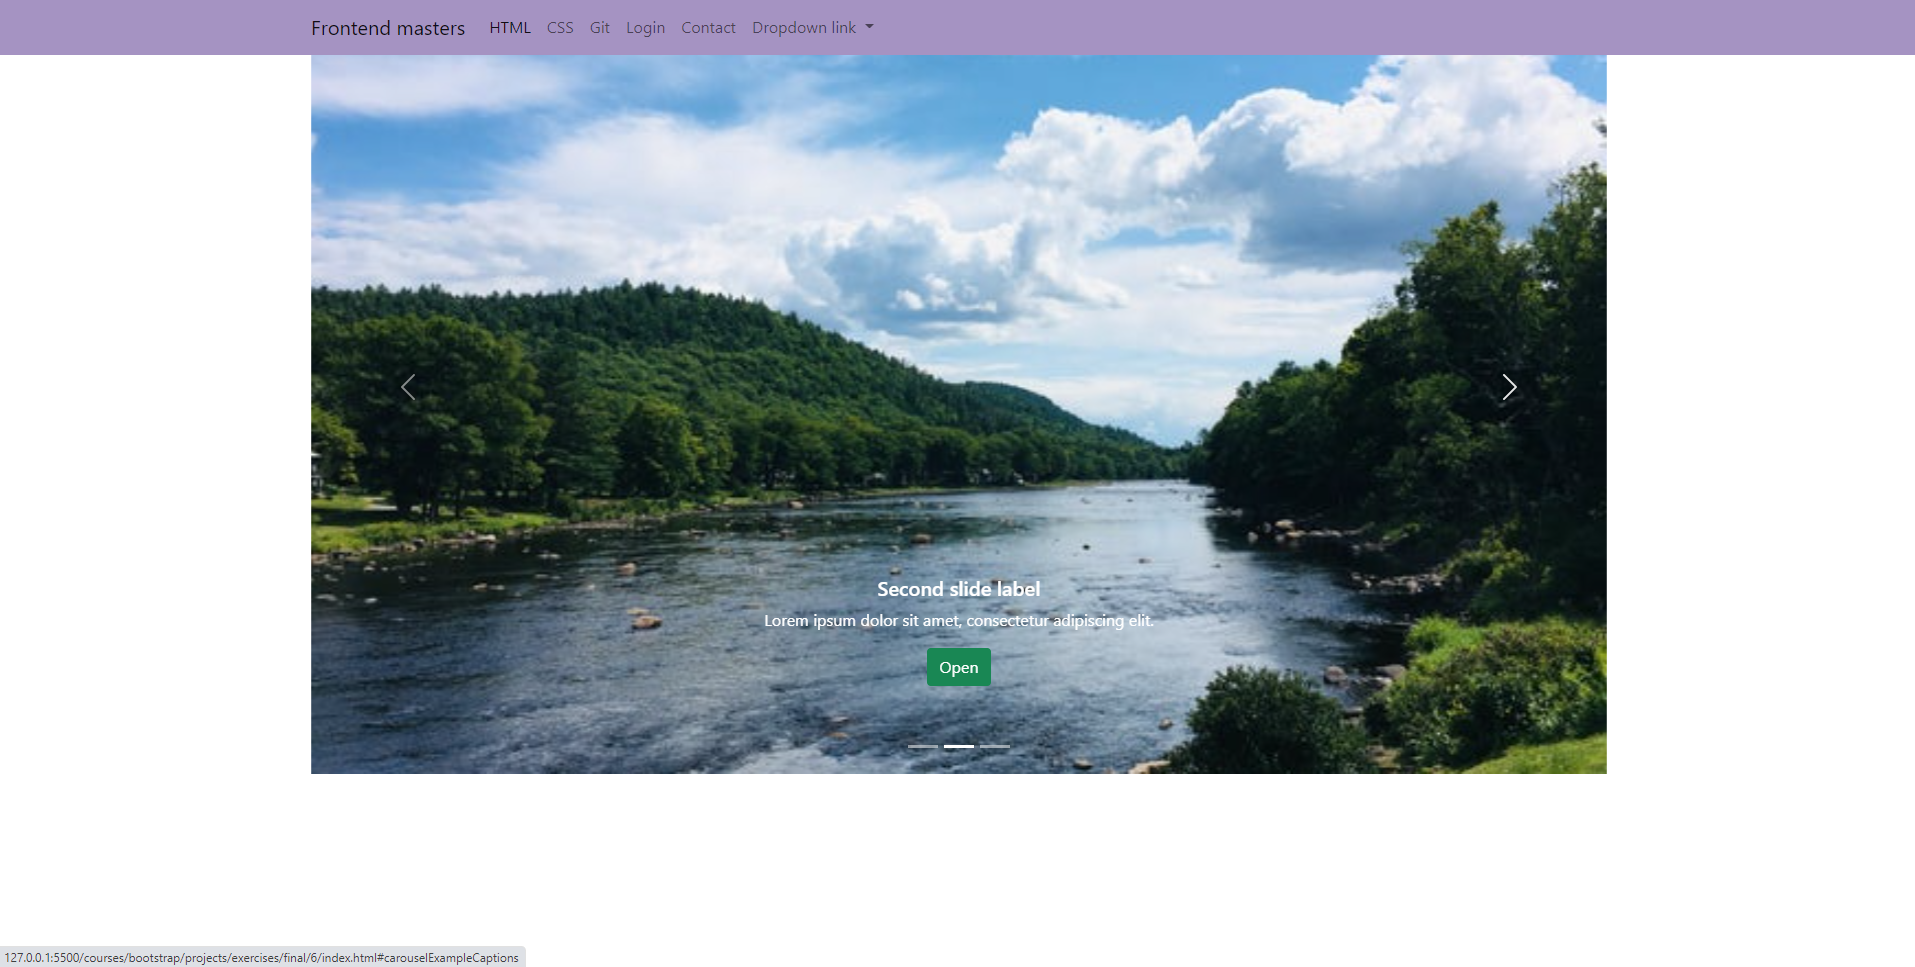 Frontend masters HTML CSS Git Login Contact Dropdown link
Second slide label
Lorem ipsum dolor sit amet, consectetur adipiscing elit.
Open
127.0.0.1:5500/courses/bootstrap/projects/exercises/final/6/index.html#carouselExampleCaptions